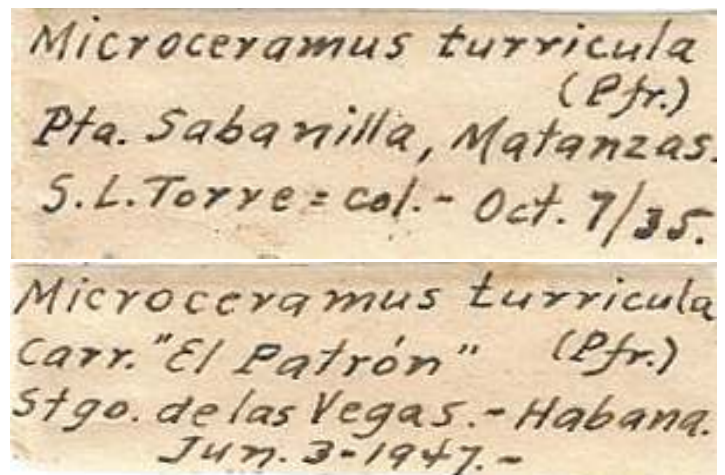 Microceramus turricula
(Pfr.)
Pta. Sabanilla, Matanzas.
S.L. Torre = col. - Oct. 7/35.
Microceramus turricula
Carr. "El Patrón" (Pfr.)
Stgo. de las Vegas. - Habana.
Jun. 3-1947. -